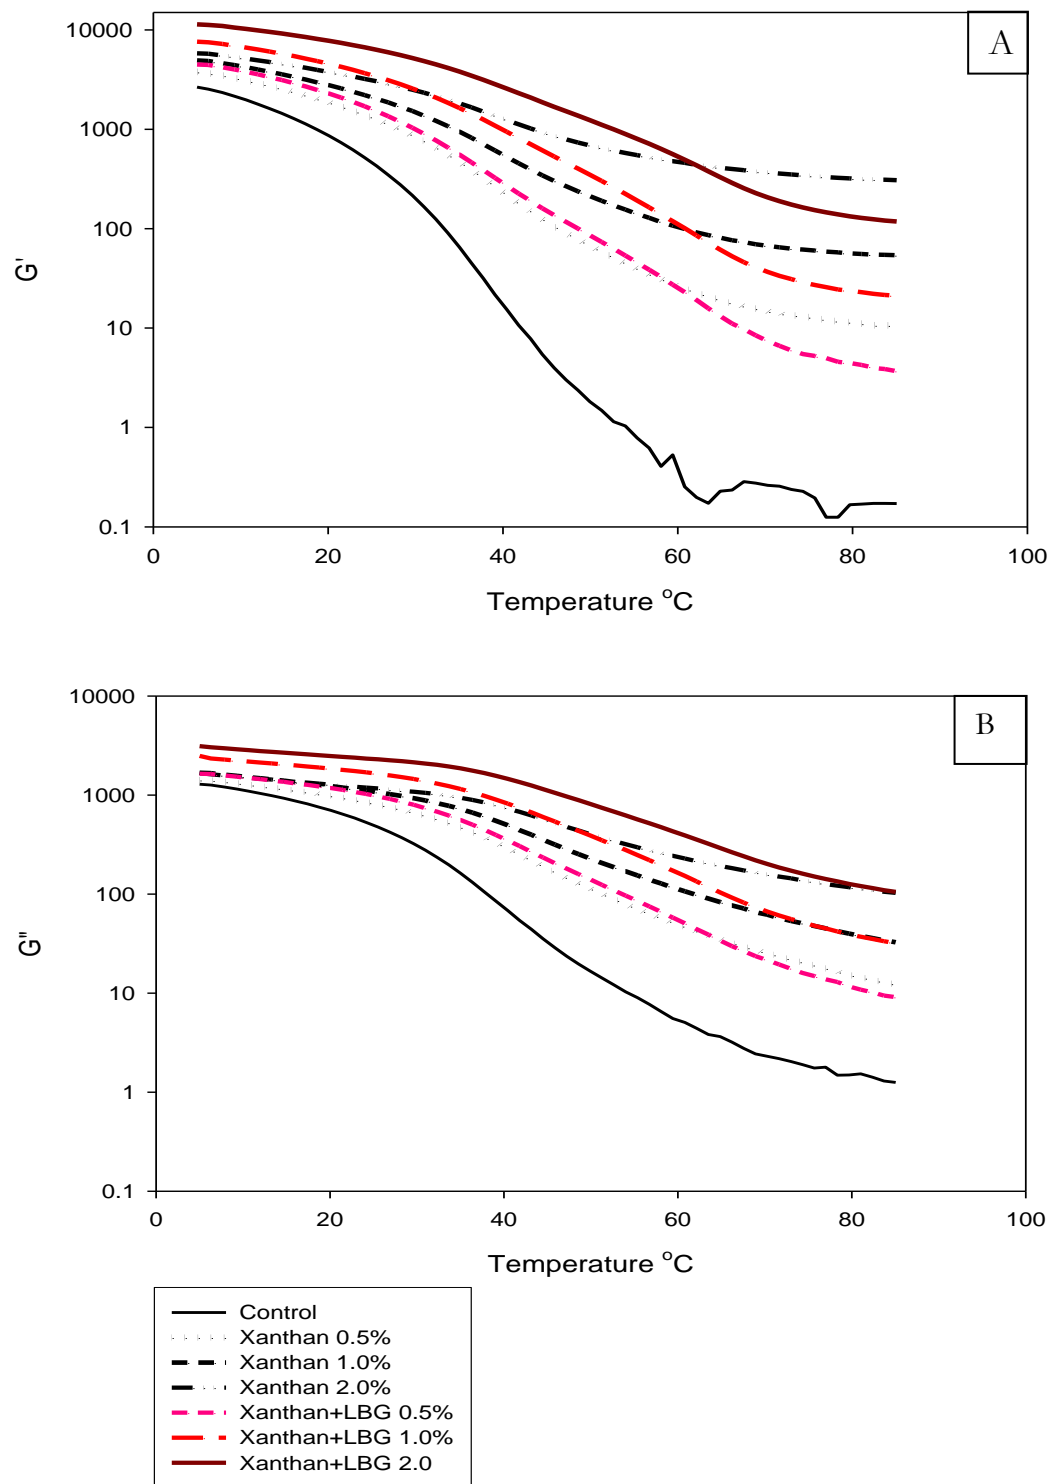 A
10000
1000
100
10
1
0.1
G'
0 20 40 60 80 100
Temperature °C
B
10000
1000
100
10
1
0.1
G"
0 20 40 60 80 100
Temperature °C
Control
Xanthan 0.5%
Xanthan 1.0%
Xanthan 2.0%
Xanthan+LBG 0.5%
Xanthan+LBG 1.0%
Xanthan+LBG 2.0